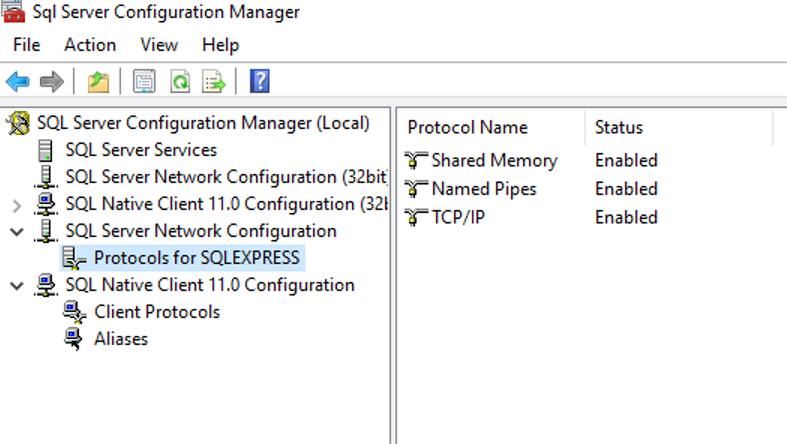 Sql Server Configuration Manager
File Action View Help
SQL Server Configuration Manager (Local)
SQL Server Services
SQL Server Network Configuration (32bit
SQL Native Client 11.0 Configuration (32b
SQL Server Network Configuration
Protocols for SQLEXPRESS
SQL Native Client 11.0 Configuration
Client Protocols
Aliases
Protocol Name Status
Shared Memory Enabled
Named Pipes Enabled
TCP/IP Enabled